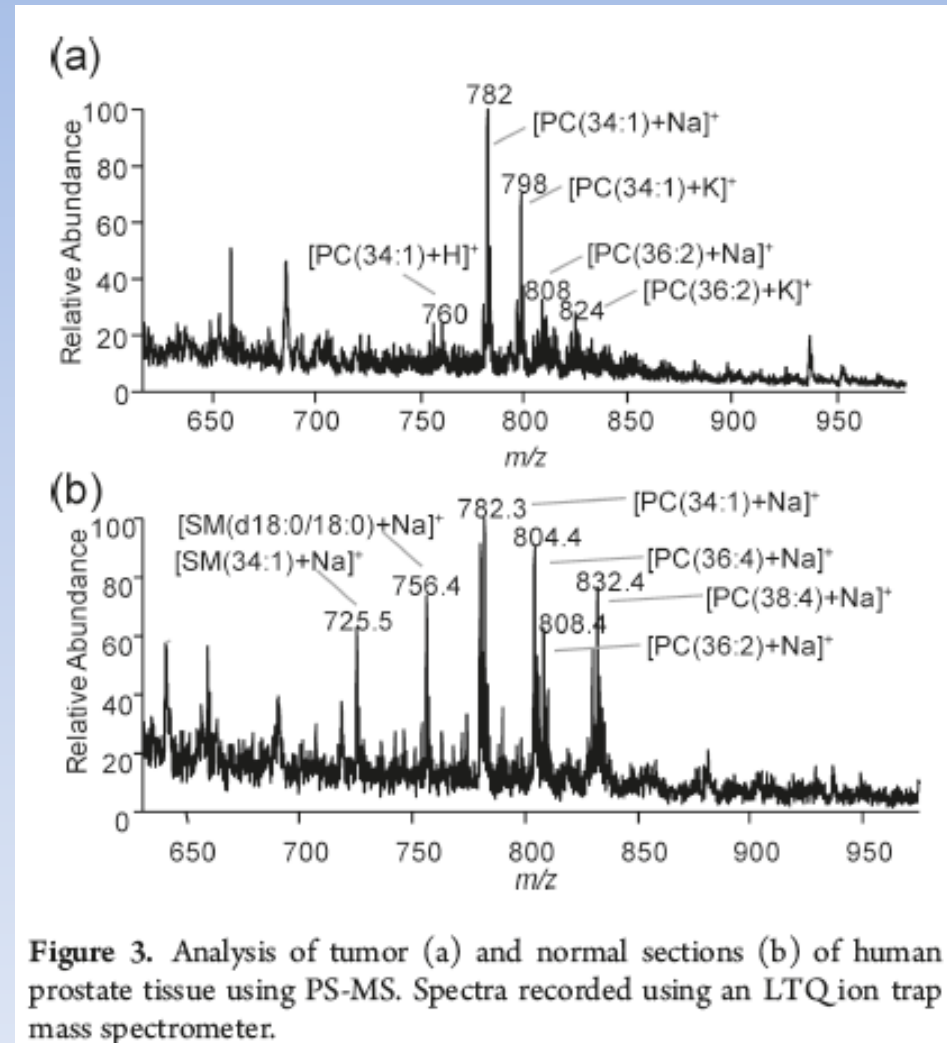 (a)
782
[PC(34:1)+Na]⁺
798
[PC(34:1)+K]⁺
[PC(34:1)+H]⁺
[PC(36:2)+Na]⁺
808
[PC(36:2)+K]⁺
760
824
Relative Abundance
100
80
60
40
20
0
650 700 750 800 850 900 950
m/z
(b)
782.3
[PC(34:1)+Na]⁺
[SM(d18:0/18:0)+Na]⁺
804.4
[PC(36:4)+Na]⁺
[SM(34:1)+Na]⁺
756.4
832.4
[PC(38:4)+Na]⁺
725.5
808.4
[PC(36:2)+Na]⁺
Relative Abundance
100
80
60
40
20
0
650 700 750 800 850 900 950
m/z
Figure 3. Analysis of tumor (a) and normal sections (b) of human
prostate tissue using PS-MS. Spectra recorded using an LTQ ion trap
mass spectrometer.